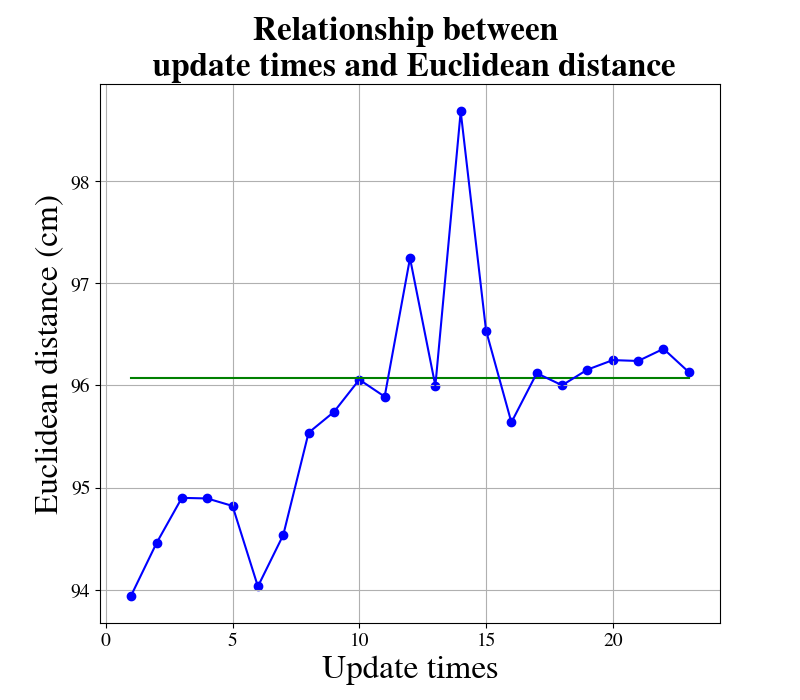 Relationship between
update times and Euclidean distance
Euclidean distance (cm)
98
97
96
95
94
0 5 10 15 20
Update times